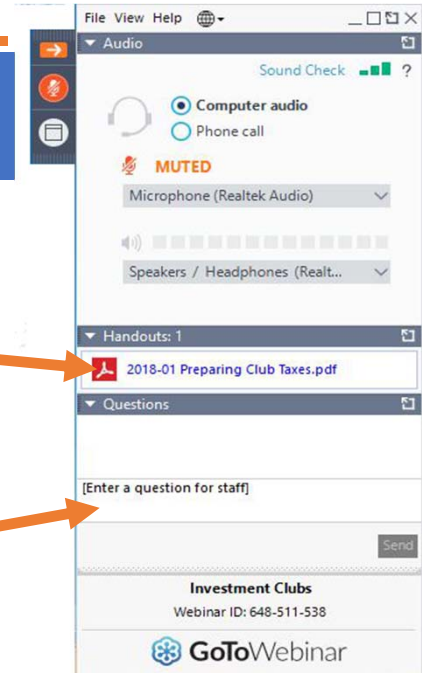 File View Help
Audio
Sound Check ?
Computer audio
Phone call
MUTED
Microphone (Realtek Audio)
Speakers / Headphones (Realt...
Handouts: 1
2018-01 Preparing Club Taxes.pdf
Questions
[Enter a question for staff]
Send
Investment Clubs
Webinar ID: 648-511-538
GoToWebinar